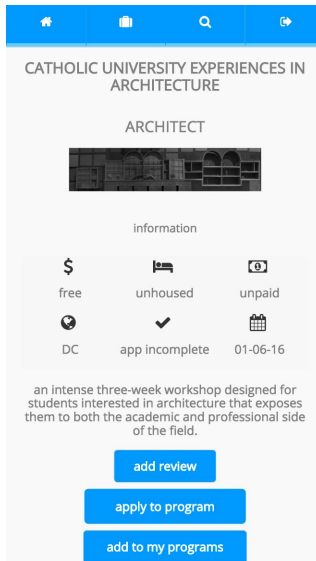 CATHOLIC UNIVERSITY EXPERIENCES IN
ARCHITECTURE
ARCHITECT
information
free
unhoused
unpaid
DC
app incomplete
01-06-16
an intense three-week workshop designed for
students interested in architecture that exposes
them to both the academic and professional side
of the field.
add review
apply to program
add to my programs